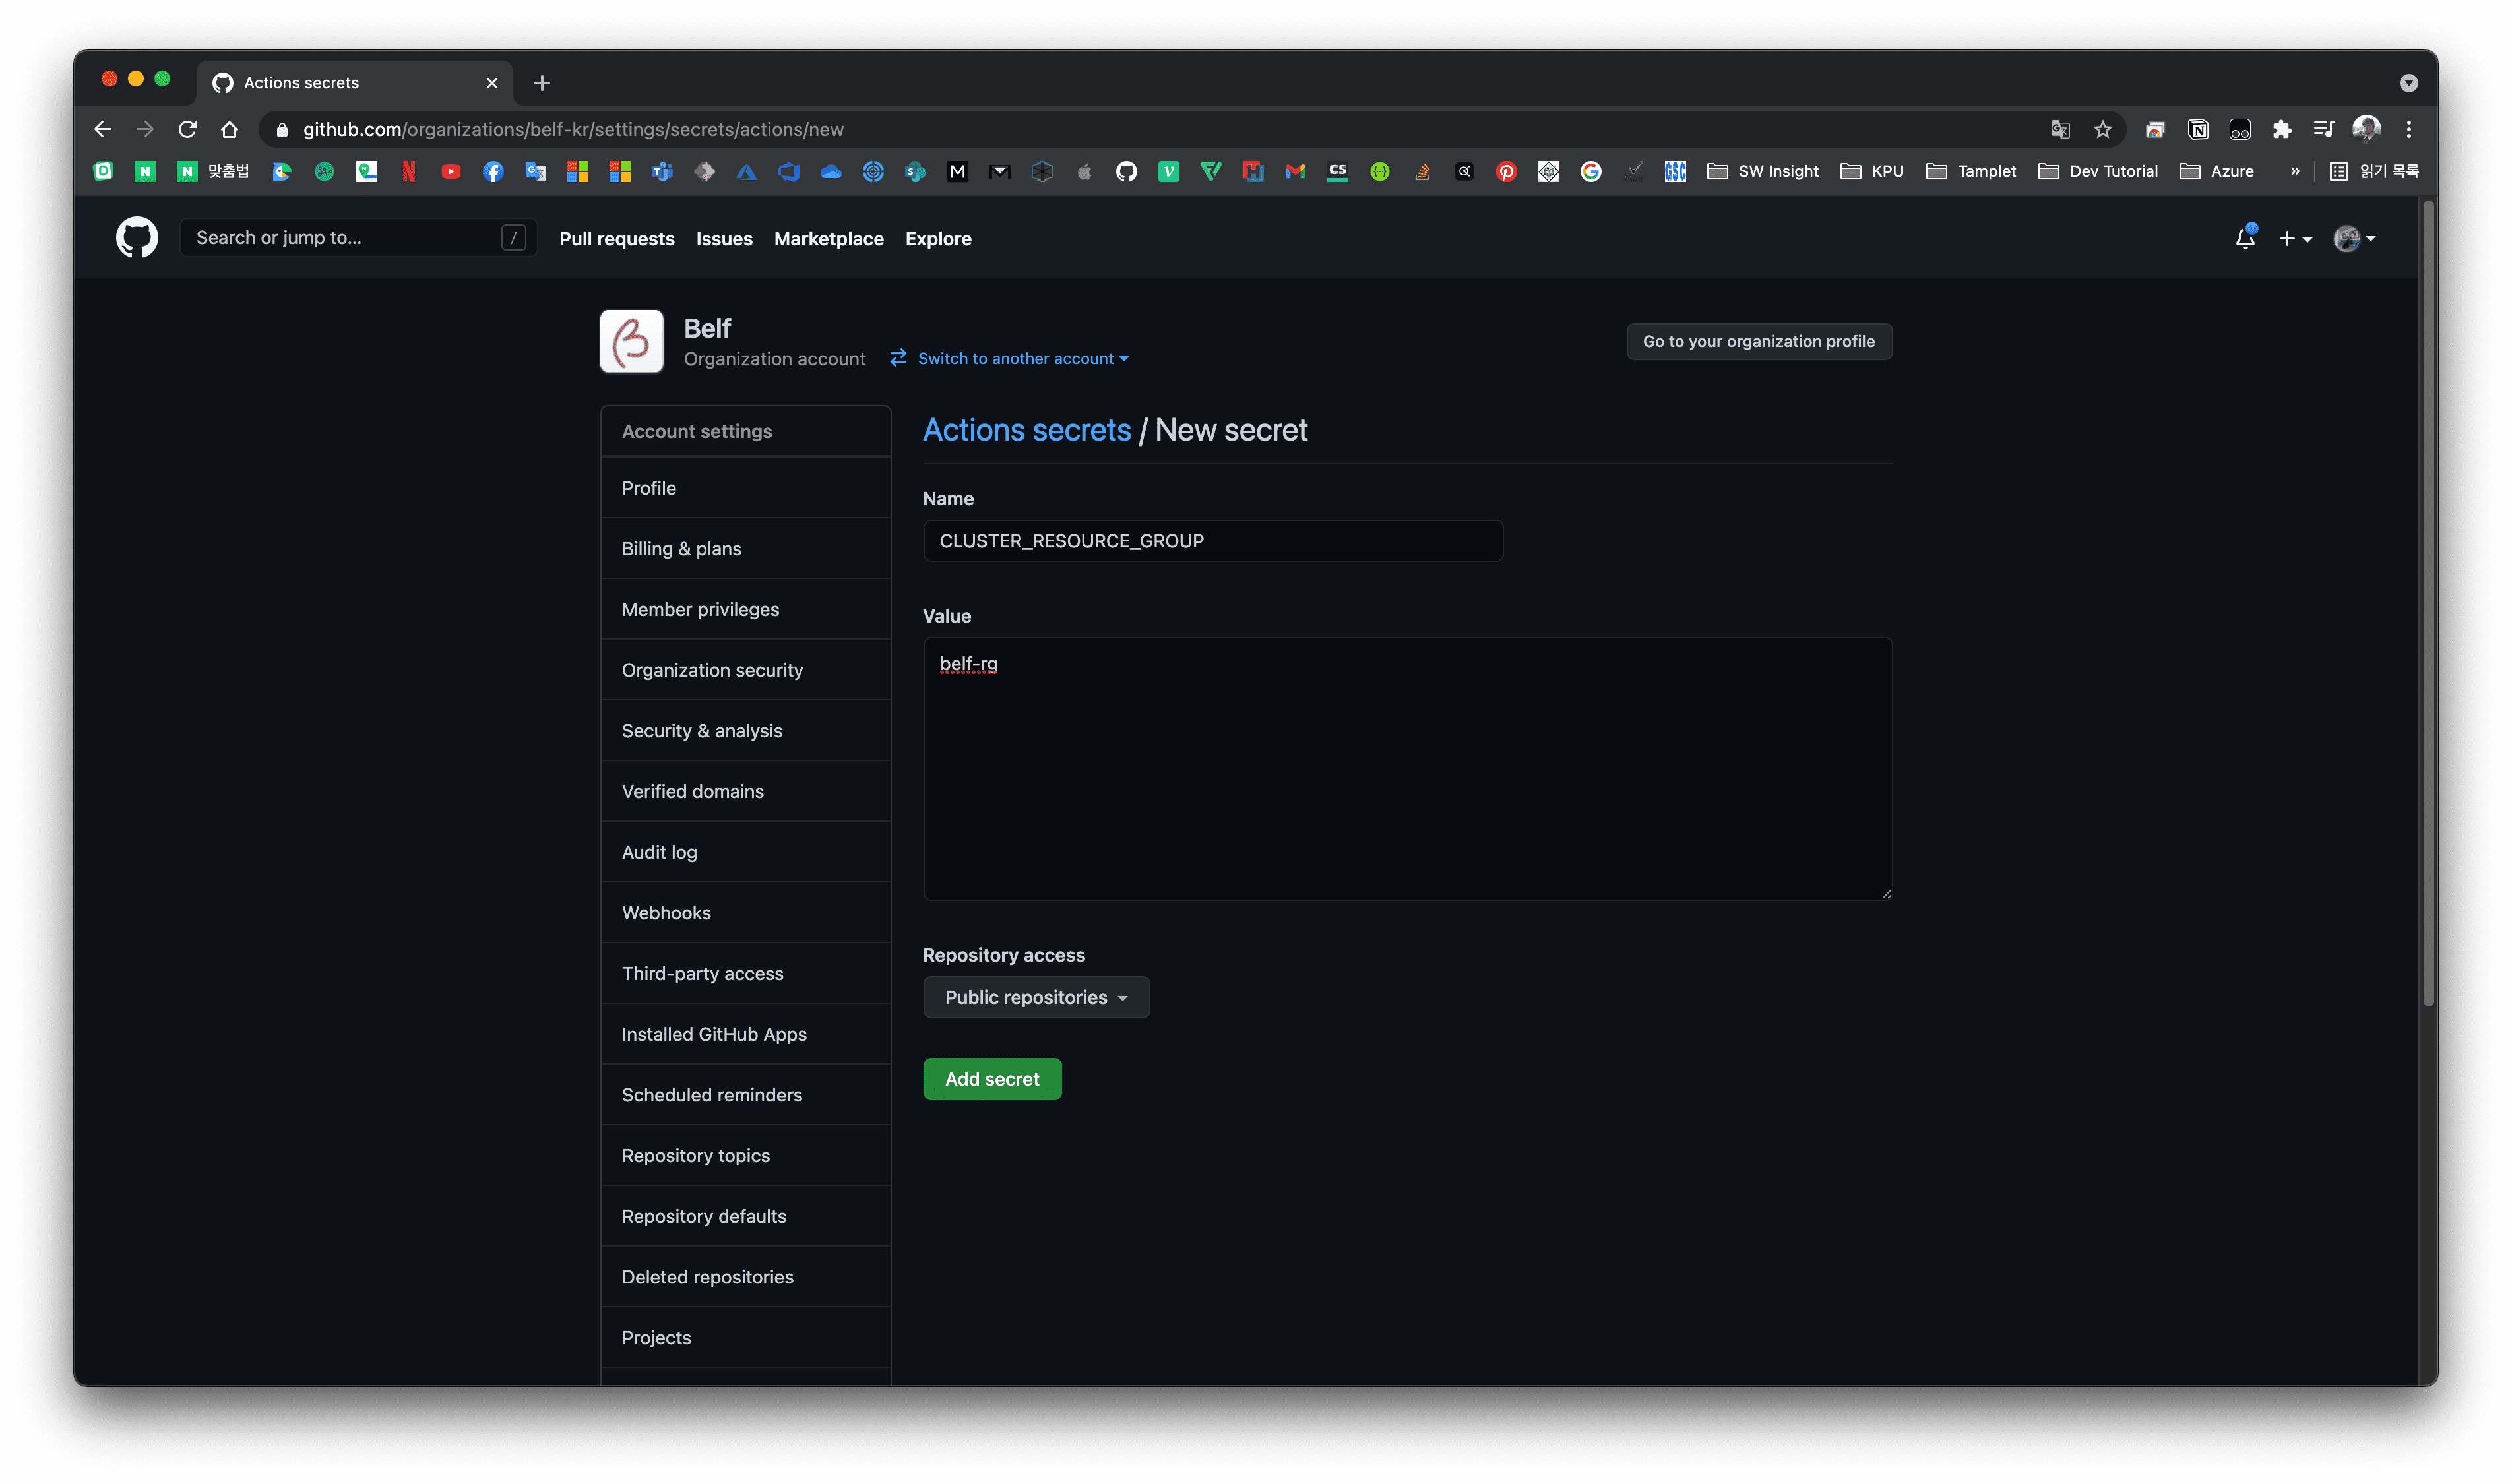 Actions secrets
github.com/organizations/belf-kr/settings/secrets/actions/new
맞춤법
SW Insight
KPU
Tamplet
Dev Tutorial
Azure
»
읽기 목록
Search or jump to...
/
Pull requests
Issues
Marketplace
Explore
Belf
Organization account
Switch to another account
Go to your organization profile
Account settings
Profile
Billing & plans
Member privileges
Organization security
Security & analysis
Verified domains
Audit log
Webhooks
Third-party access
Installed GitHub Apps
Scheduled reminders
Repository topics
Repository defaults
Deleted repositories
Projects
Actions secrets / New secret
Name
CLUSTER_RESOURCE_GROUP
Value
belf-rg
Repository access
Public repositories
Add secret